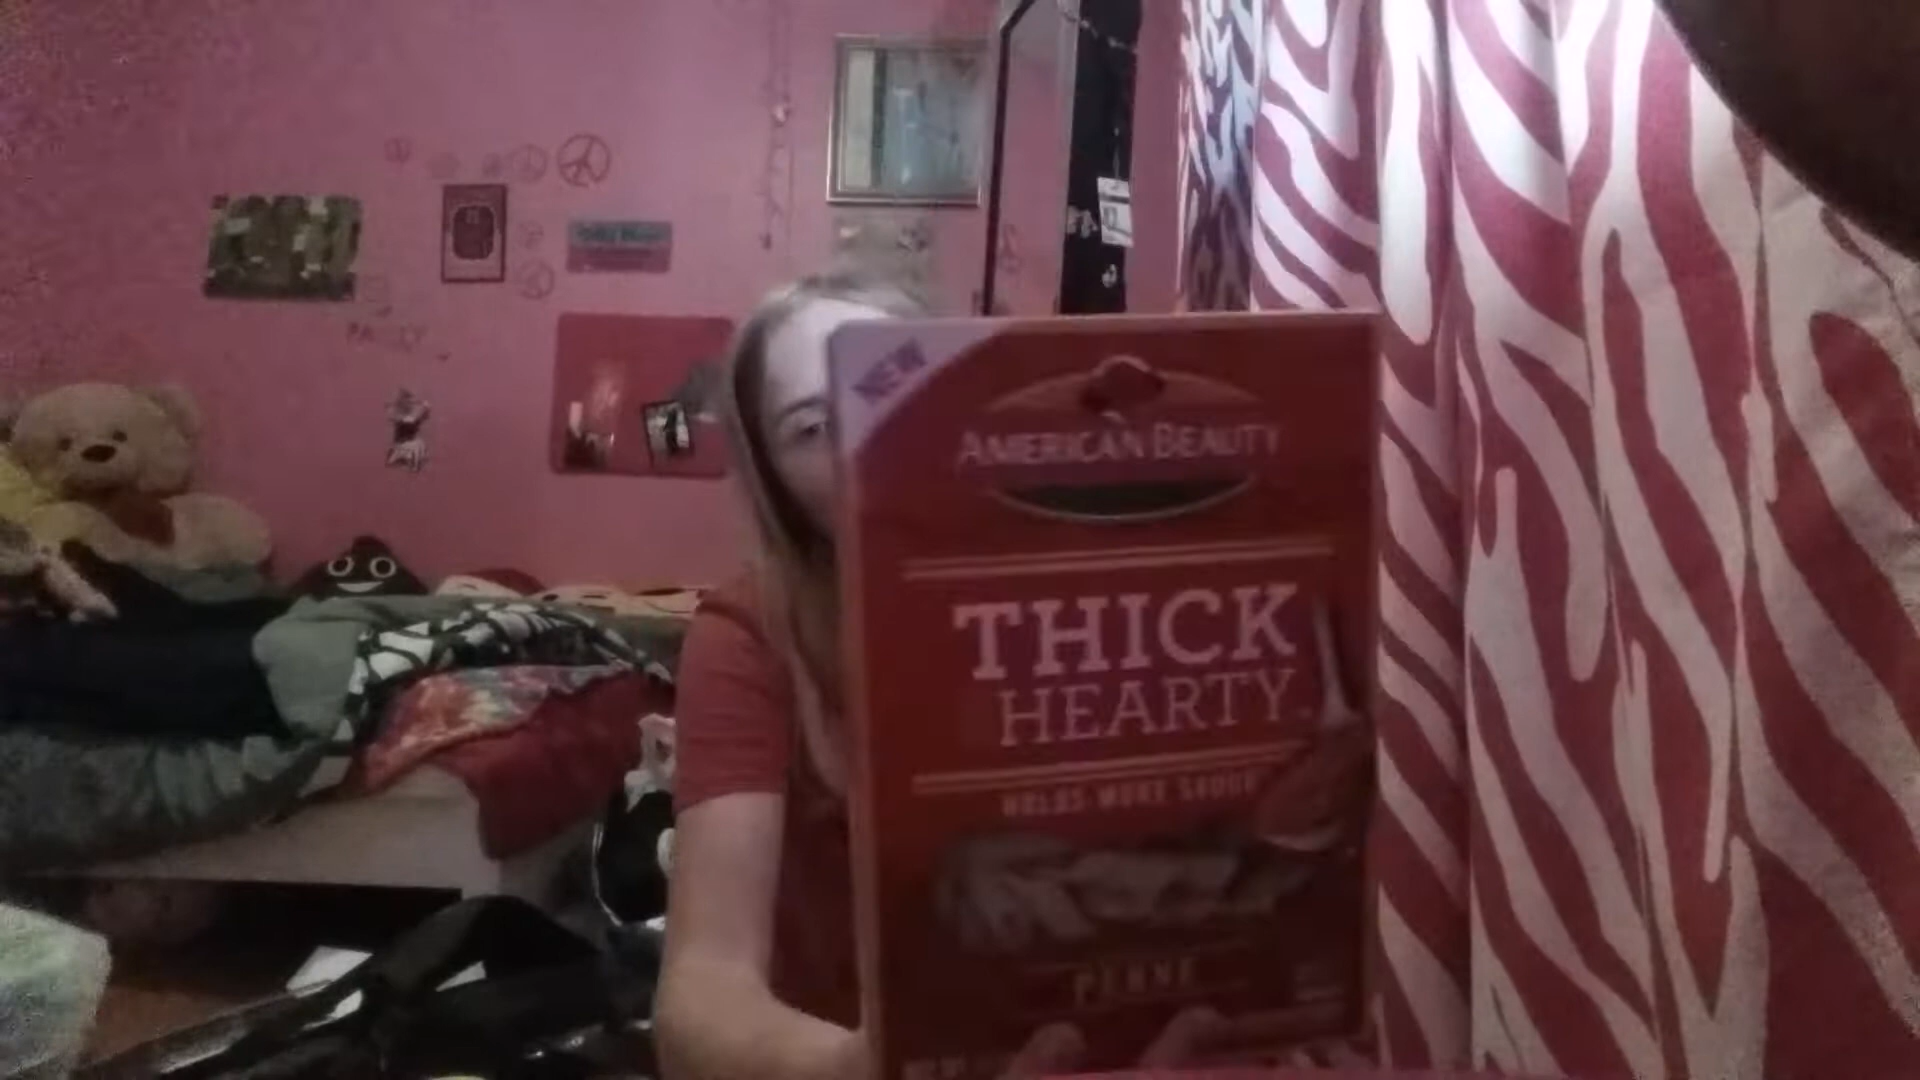 NEW
AMERICAN BEAUTY
THICK
HEARTY
HOLDS MORE SAUCE
PENNE